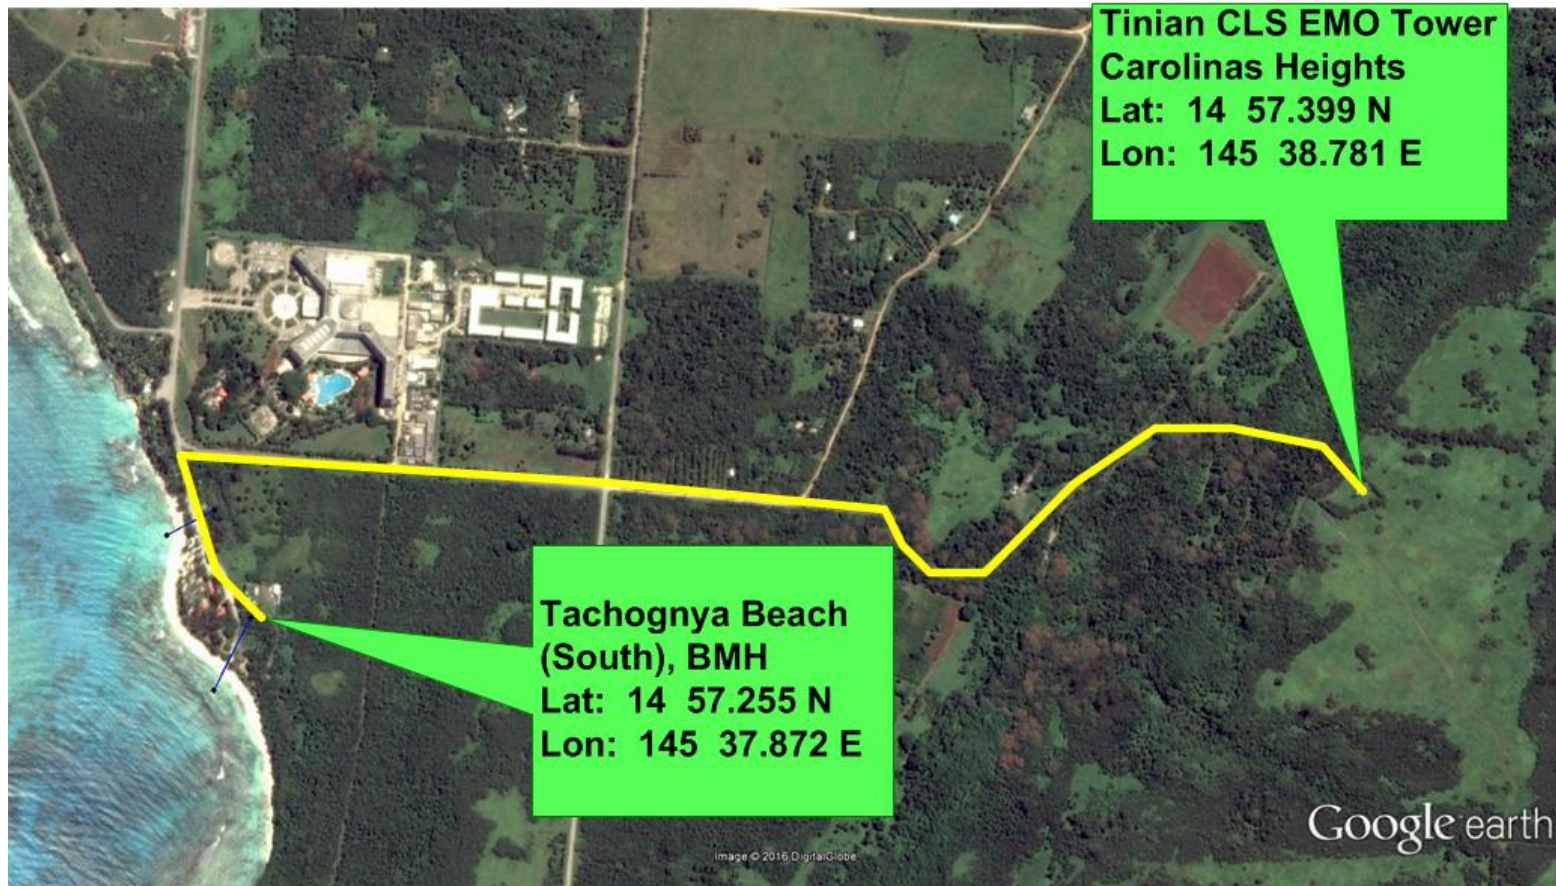 Tinian CLS EMO Tower
Carolinas Heights
Lat:  14  57.399 N
Lon:  145  38.781 E
Tachognya Beach
(South), BMH
Lat:  14  57.255 N
Lon:  145  37.872 E
Google earth
Image © 2016 DigitalGlobe